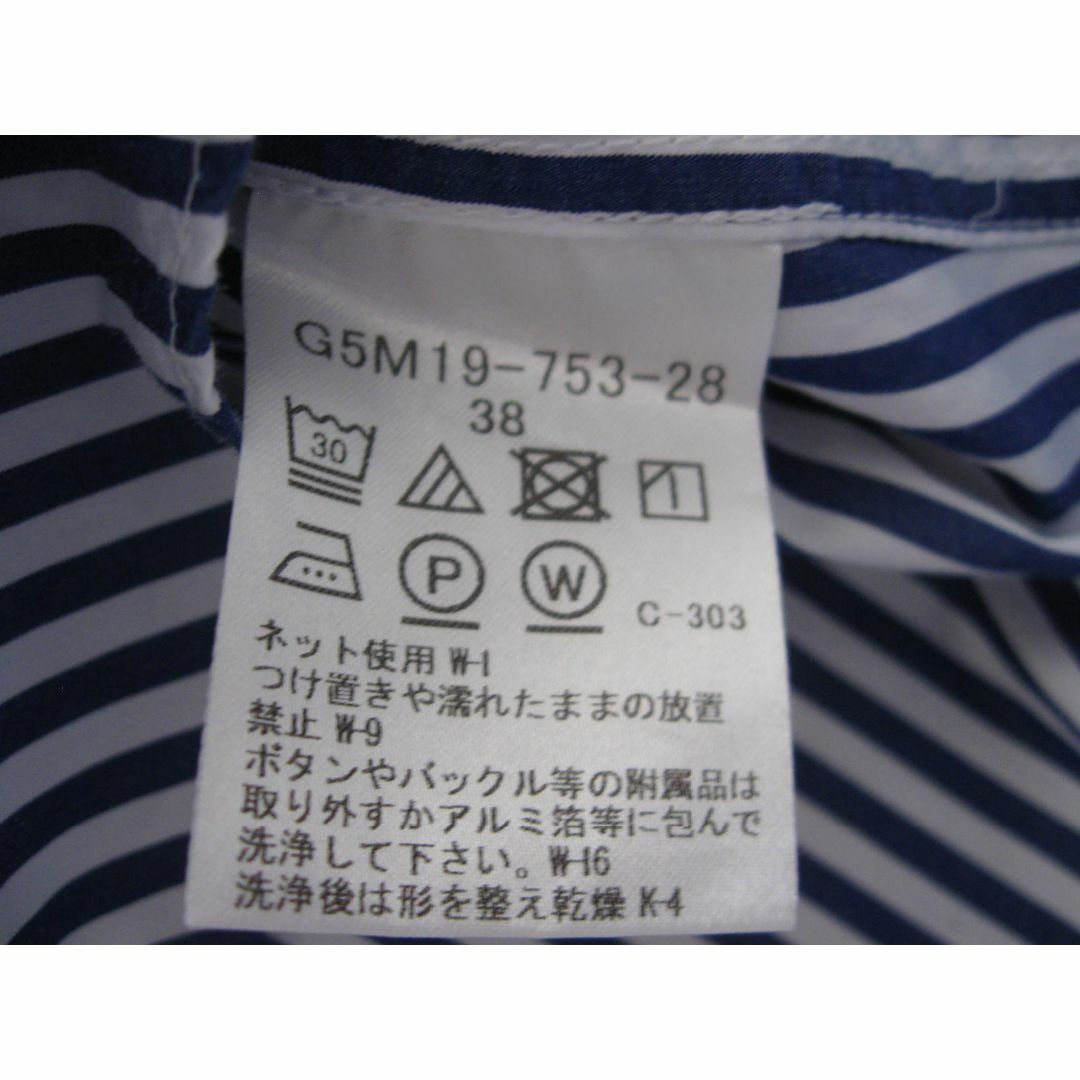 G5M19-753-28
38
30
P W C-303
ネット使用 W-1
つけ置きや濡れたままの放置
禁止 W-9
ボタンやバックル等の附属品は
取り外すかアルミ箔等に包んで
洗浄して下さい。W-16
洗浄後は形を整え乾燥 K-4